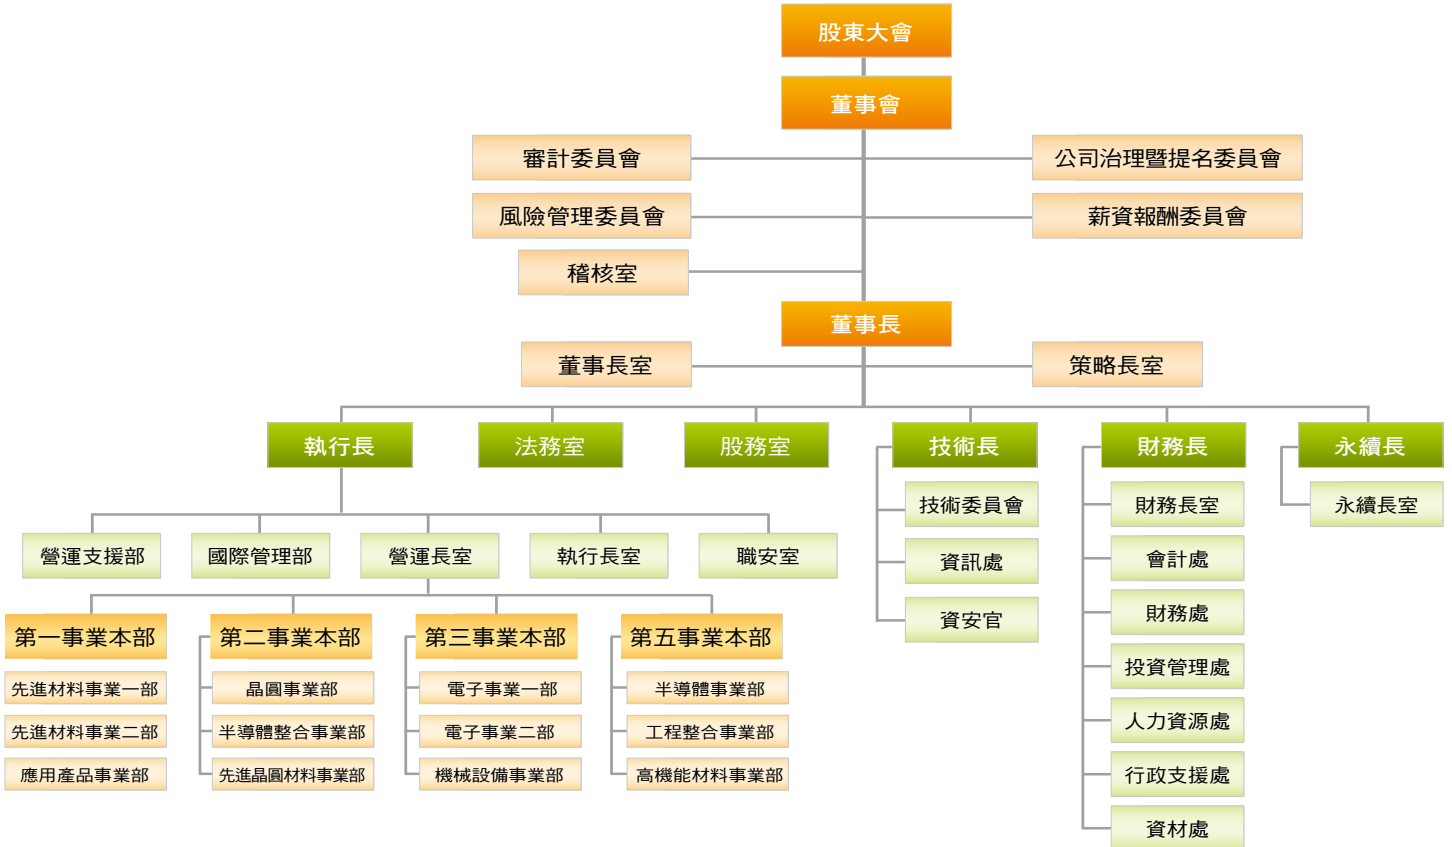 股東大會
董事會
審計委員會
公司治理暨提名委員會
風險管理委員會
薪資報酬委員會
稽核室
董事長
董事長室
策略長室
執行長
法務室
股務室
技術長
財務長
永續長
技術委員會
資訊處
資安官
財務長室
會計處
財務處
投資管理處
人力資源處
行政支援處
資材處
永續長室
營運支援部
國際管理部
營運長室
執行長室
職安室
第一事業本部
先進材料事業一部
先進材料事業二部
應用產品事業部
第二事業本部
晶圓事業部
半導體整合事業部
先進晶圓材料事業部
第三事業本部
電子事業一部
電子事業二部
機械設備事業部
第五事業本部
半導體事業部
工程整合事業部
高機能材料事業部